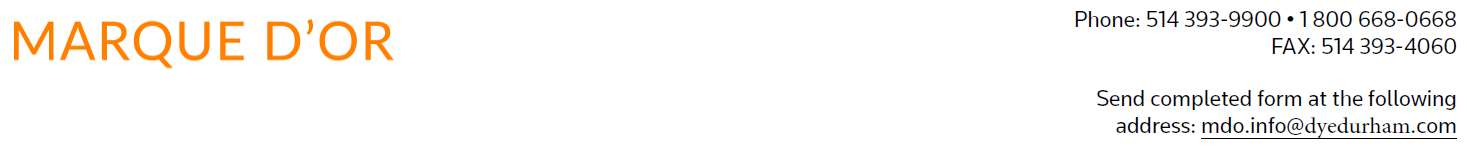 MARQUE D’OR
Phone: 514 393-9900 • 1 800 668-0668
FAX: 514 393-4060
Send completed form at the following
address: mdo.info@dyedurham.com